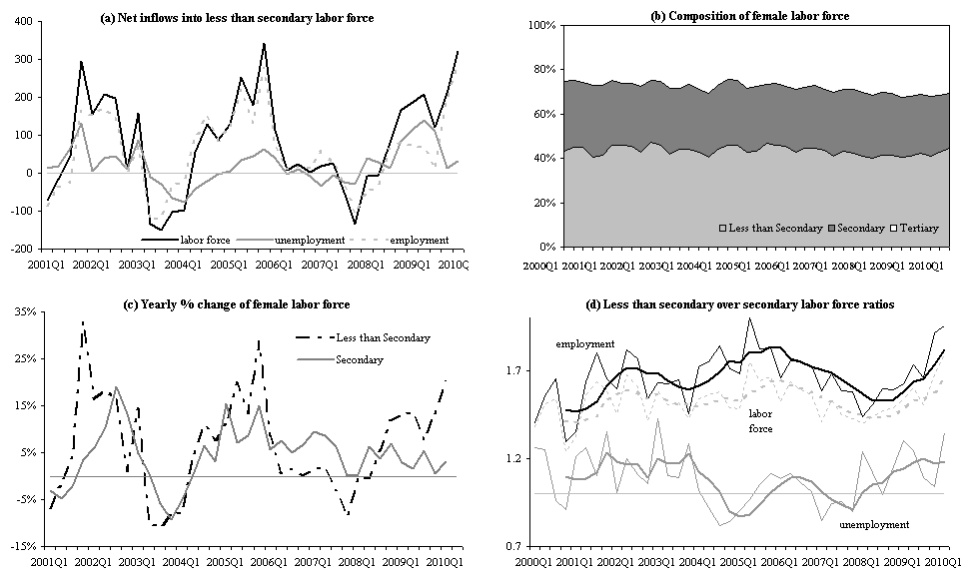 (a) Net inflows into less than secondary labor force
400
300
200
100
0
-100
-200
labor force
unemployment
employment
2001Q1 2002Q1 2003Q1 2004Q1 2005Q1 2006Q1 2007Q1 2008Q1 2009Q1 2010Q
(b) Composition of female labor force
100%
80%
60%
40%
20%
0%
Less than Secondary
Secondary
Tertiary
2000Q1 2001Q1 2002Q1 2003Q1 2004Q1 2005Q1 2006Q1 2007Q1 2008Q1 2009Q1 2010Q1
(c) Yearly % change of female labor force
35%
25%
15%
5%
-5%
-15%
Less than Secondary
Secondary
2001Q1 2002Q1 2003Q1 2004Q1 2005Q1 2006Q1 2007Q1 2008Q1 2009Q1 2010Q1
(d) Less than secondary over secondary labor force ratios
1.7
1.2
0.7
employment
labor
force
unemployment
2000Q1 2001Q1 2002Q1 2003Q1 2004Q1 2005Q1 2006Q1 2007Q1 2008Q1 2009Q1 2010Q1